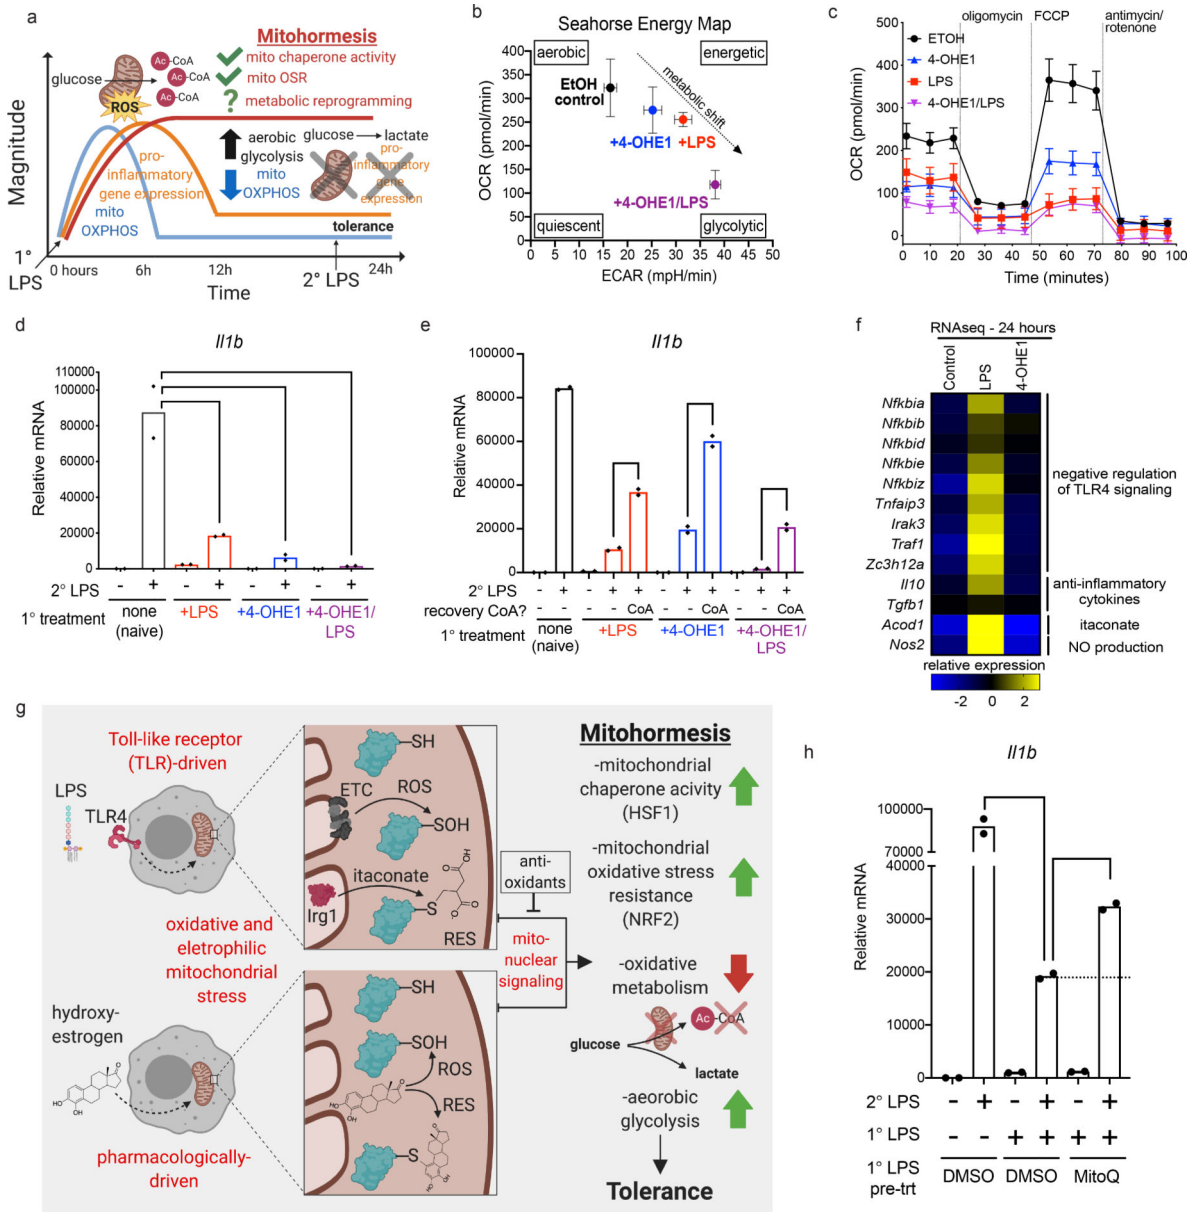 a
Mitohormesis
mito chaperone activity
mito OSR
metabolic reprogramming
Ac-CoA
Ac-CoA
Ac-CoA
glucose
ROS
Magnitude
pro-
inflammatory
gene expression
mito
OXPHOS
aerobic
glycolysis
mito
OXPHOS
glucose
lactate
pro-
inflammatory
gene
expression
tolerance
1°
LPS
0 hours
6h
12h
2° LPS
24h
Time
b
Seahorse Energy Map
OCR (pmol/min)
400
350
300
250
200
150
100
50
0
aerobic
energetic
EtOH
control
metabolic shift
+4-OHE1
+LPS
+4-OHE1/LPS
quiescent
glycolytic
0 5 10 15 20 25 30 35 40 45 50
ECAR (mpH/min)
c
oligomycin
FCCP
antimycin/
rotenone
OCR (pmol/min)
500
400
300
200
100
0
ETOH
4-OHE1
LPS
4-OHE1/LPS
0 10 20 30 40 50 60 70 80 90 100
Time (minutes)
d
Il1b
Relative mRNA
110000
100000
80000
60000
40000
20000
0
2° LPS - + - + - + - +
1° treatment
none
(naive)
+LPS
+4-OHE1
+4-OHE1/
LPS
e
Il1b
Relative mRNA
100000
80000
60000
40000
20000
0
2° LPS - + - + + - + + - + +
recovery CoA? - - - - CoA - - CoA - - CoA
1° treatment
none
(naive)
+LPS
+4-OHE1
+4-OHE1/
LPS
f
RNAseq - 24 hours
Control
LPS
4-OHE1
Nfkbia
Nfkbib
Nfkbid
Nfkbie
Nfkbiz
Tnfaip3
Irak3
Traf1
Zc3h12a
Il10
Tgfb1
Acod1
Nos2
negative regulation
of TLR4 signaling
anti-inflammatory
cytokines
itaconate
NO production
relative expression
-2 0 2
g
Toll-like receptor
(TLR)-driven
LPS
TLR4
oxidative and
eletrophilic
mitochondrial
stress
hydroxy-
estrogen
HO
OH
pharmacologically-
driven
SH
ETC
ROS
SOH
itaconate
Irg1
S
RES
SH
SOH
ROS
RES
S
anti-
oxidants
mito-
nuclear
signaling
Mitohormesis
-mitochondrial
chaperone acivity
(HSF1)
-mitochondrial
oxidative stress
resistance
(NRF2)
-oxidative
metabolism
Ac-CoA
glucose
lactate
-aeorobic
glycolysis
Tolerance
h
Il1b
Relative mRNA
100000
70000
40000
30000
20000
10000
0
2° LPS - + - + - +
1° LPS - - + + + +
1° LPS
pre-trt
DMSO
DMSO
MitoQ